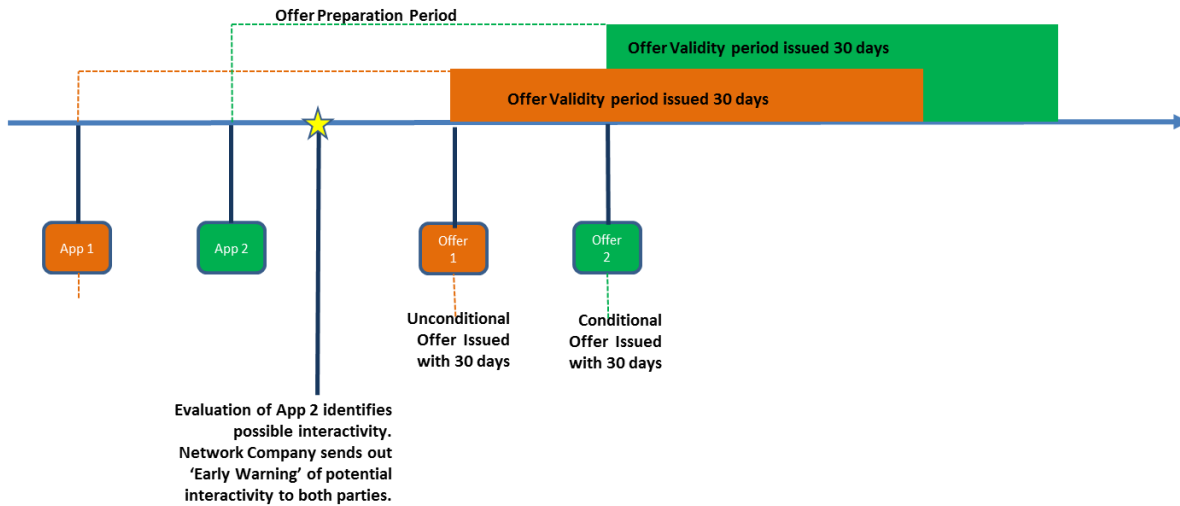 Offer Preparation Period
Offer Validity period issued 30 days
Offer Validity period issued 30 days
App 1
App 2
Offer
1
Offer
2
Unconditional
Offer Issued
with 30 days
Conditional
Offer Issued
with 30 days
Evaluation of App 2 identifies
possible interactivity.
Network Company sends out
‘Early Warning’ of potential
interactivity to both parties.